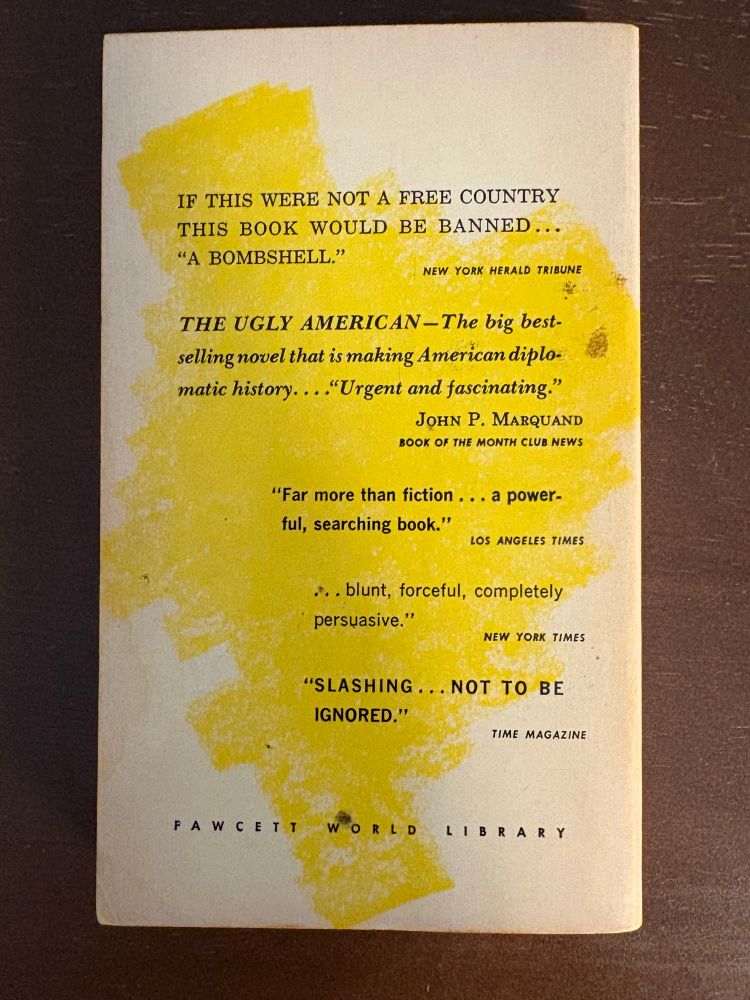 IF THIS WERE NOT A FREE COUNTRY
THIS BOOK WOULD BE BANNED...
“A BOMBSHELL.”
NEW YORK HERALD TRIBUNE
THE UGLY AMERICAN—The big best-
selling novel that is making American diplo-
matic history....“Urgent and fascinating.”
JOHN P. MARQUAND
BOOK OF THE MONTH CLUB NEWS
“Far more than fiction...a power-
ful, searching book.”
LOS ANGELES TIMES
...blunt, forceful, completely
persuasive.”
NEW YORK TIMES
“SLASHING...NOT TO BE
IGNORED.”
TIME MAGAZINE
FAWCETT WORLD LIBRARY